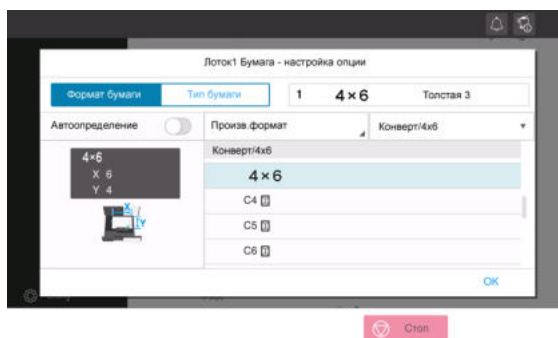 Лоток1 Бумага - настройка опции
Формат бумаги Тип бумаги 1 4×6 Толстая 3
Автоопределение Произв.формат Конверт/4x6
4×6
X 6
Y 4
X
Y
Конверт/4x6
4×6
C4
C5
C6
OK
Стоп